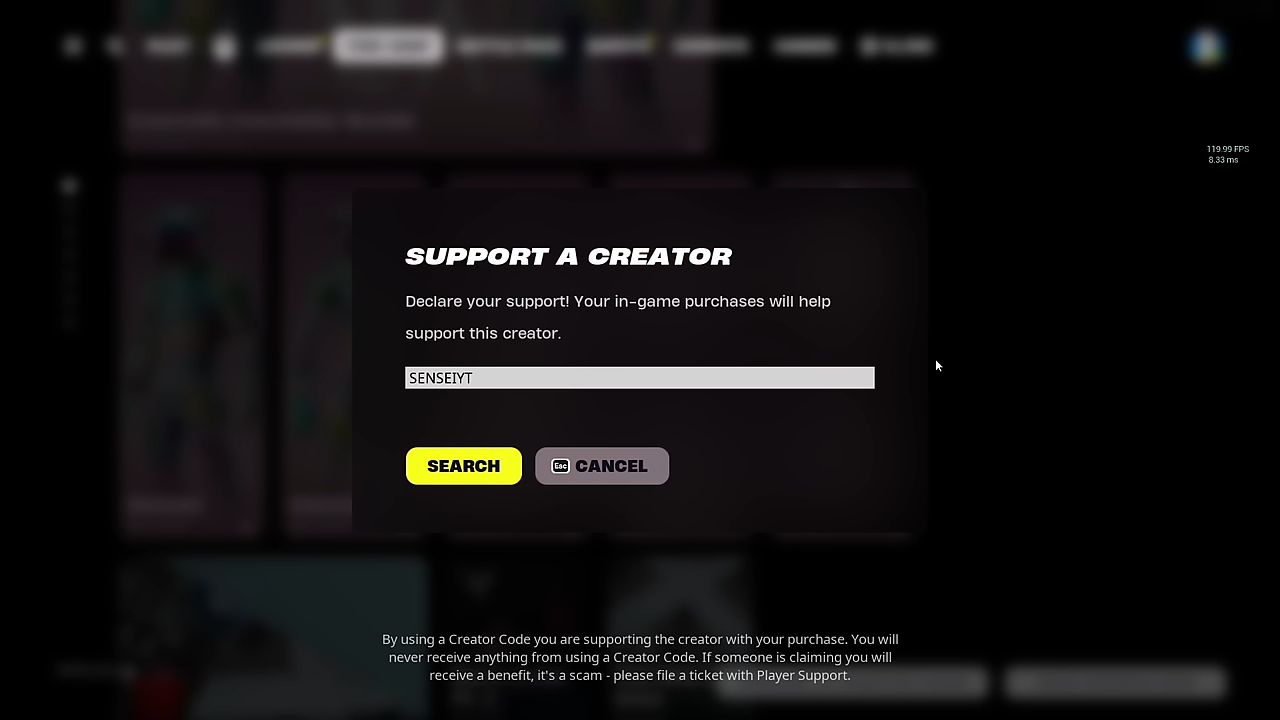 119.99 FPS
8.33 ms
SUPPORT A CREATOR
Declare your support! Your in-game purchases will help
support this creator.
SENSEIYT
SEARCH
Esc CANCEL
By using a Creator Code you are supporting the creator with your purchase. You will
never receive anything from using a Creator Code. If someone is claiming you will
receive a benefit, it's a scam - please file a ticket with Player Support.